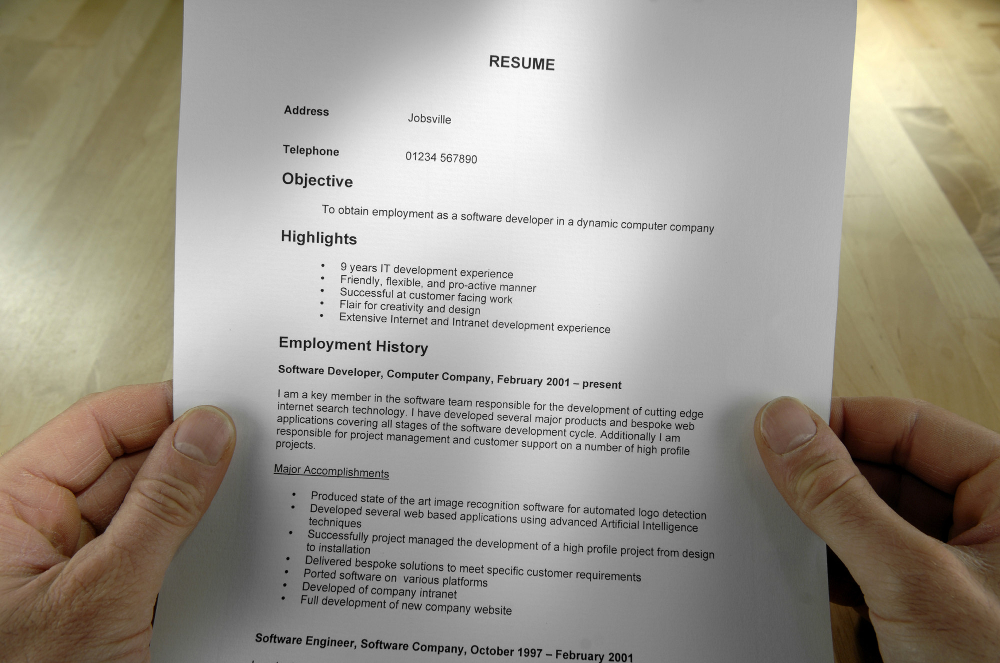 RESUME
Address Jobsville
Telephone 01234 567890
Objective
To obtain employment as a software developer in a dynamic computer company
Highlights
• 9 years IT development experience
• Friendly, flexible, and pro-active manner
• Successful at customer facing work
• Flair for creativity and design
• Extensive Internet and Intranet development experience
Employment History
Software Developer, Computer Company, February 2001 – present
I am a key member in the software team responsible for the development of cutting edge
internet search technology. I have developed several major products and bespoke web
applications covering all stages of the software development cycle. Additionally I am
responsible for project management and customer support on a number of high profile
projects.
Major Accomplishments
• Produced state of the art image recognition software for automated logo detection
• Developed several web based applications using advanced Artificial Intelligence
techniques
• Successfully project managed the development of a high profile project from design
to installation
• Delivered bespoke solutions to meet specific customer requirements
• Ported software on  various platforms
• Developed of company intranet
• Full development of new company website
Software Engineer, Software Company, October 1997 – February 2001